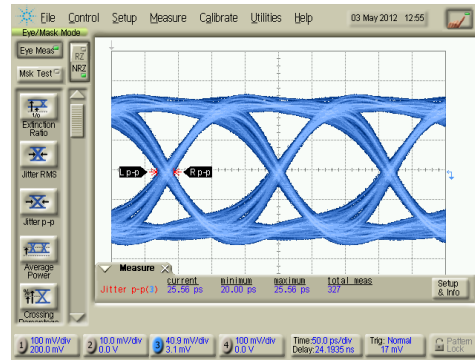 File Control Setup Measure Calibrate Utilities Help 03 May 2012 12:55
Eye/Mask Mode
Eye Meas
RZ
NRZ
Msk Test
1/0
Extinction Ratio
Jitter RMS
L p-p R p-p
Jitter p-p
Average Power
Crossing Percentage
Measure
current minimum maximum total meas
Jitter p-p(3) 25.56 ps 20.00 ps 25.56 ps 327
Setup & Info
1 100 mV/div 200.0 mV
2 10.0 mV/div 0.0 V
3 40.9 mV/div 3.1 mV
4 100 mV/div 0.0 V
Time:50.0 ps/div Delay:24.1935 ns
Trig: Normal 17 mV
Pattern Lock